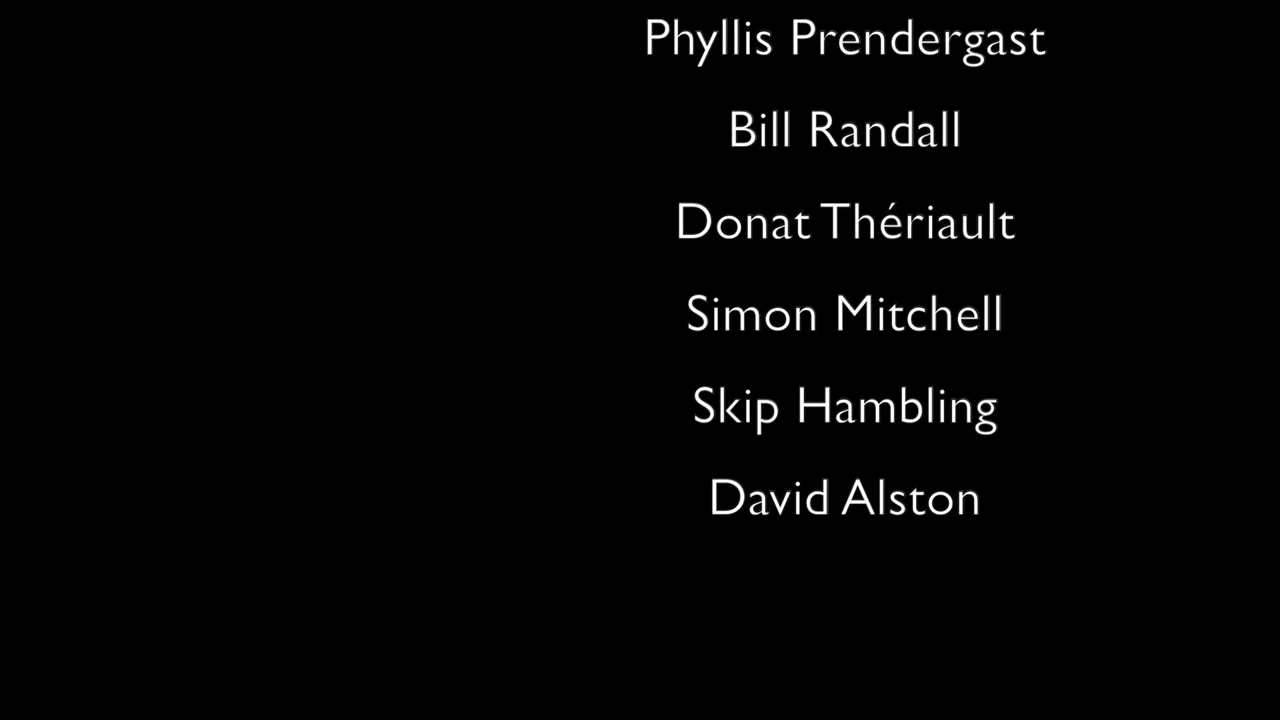 Phyllis Prendergast
Bill Randall
Donat Thériault
Simon Mitchell
Skip Hambling
David Alston